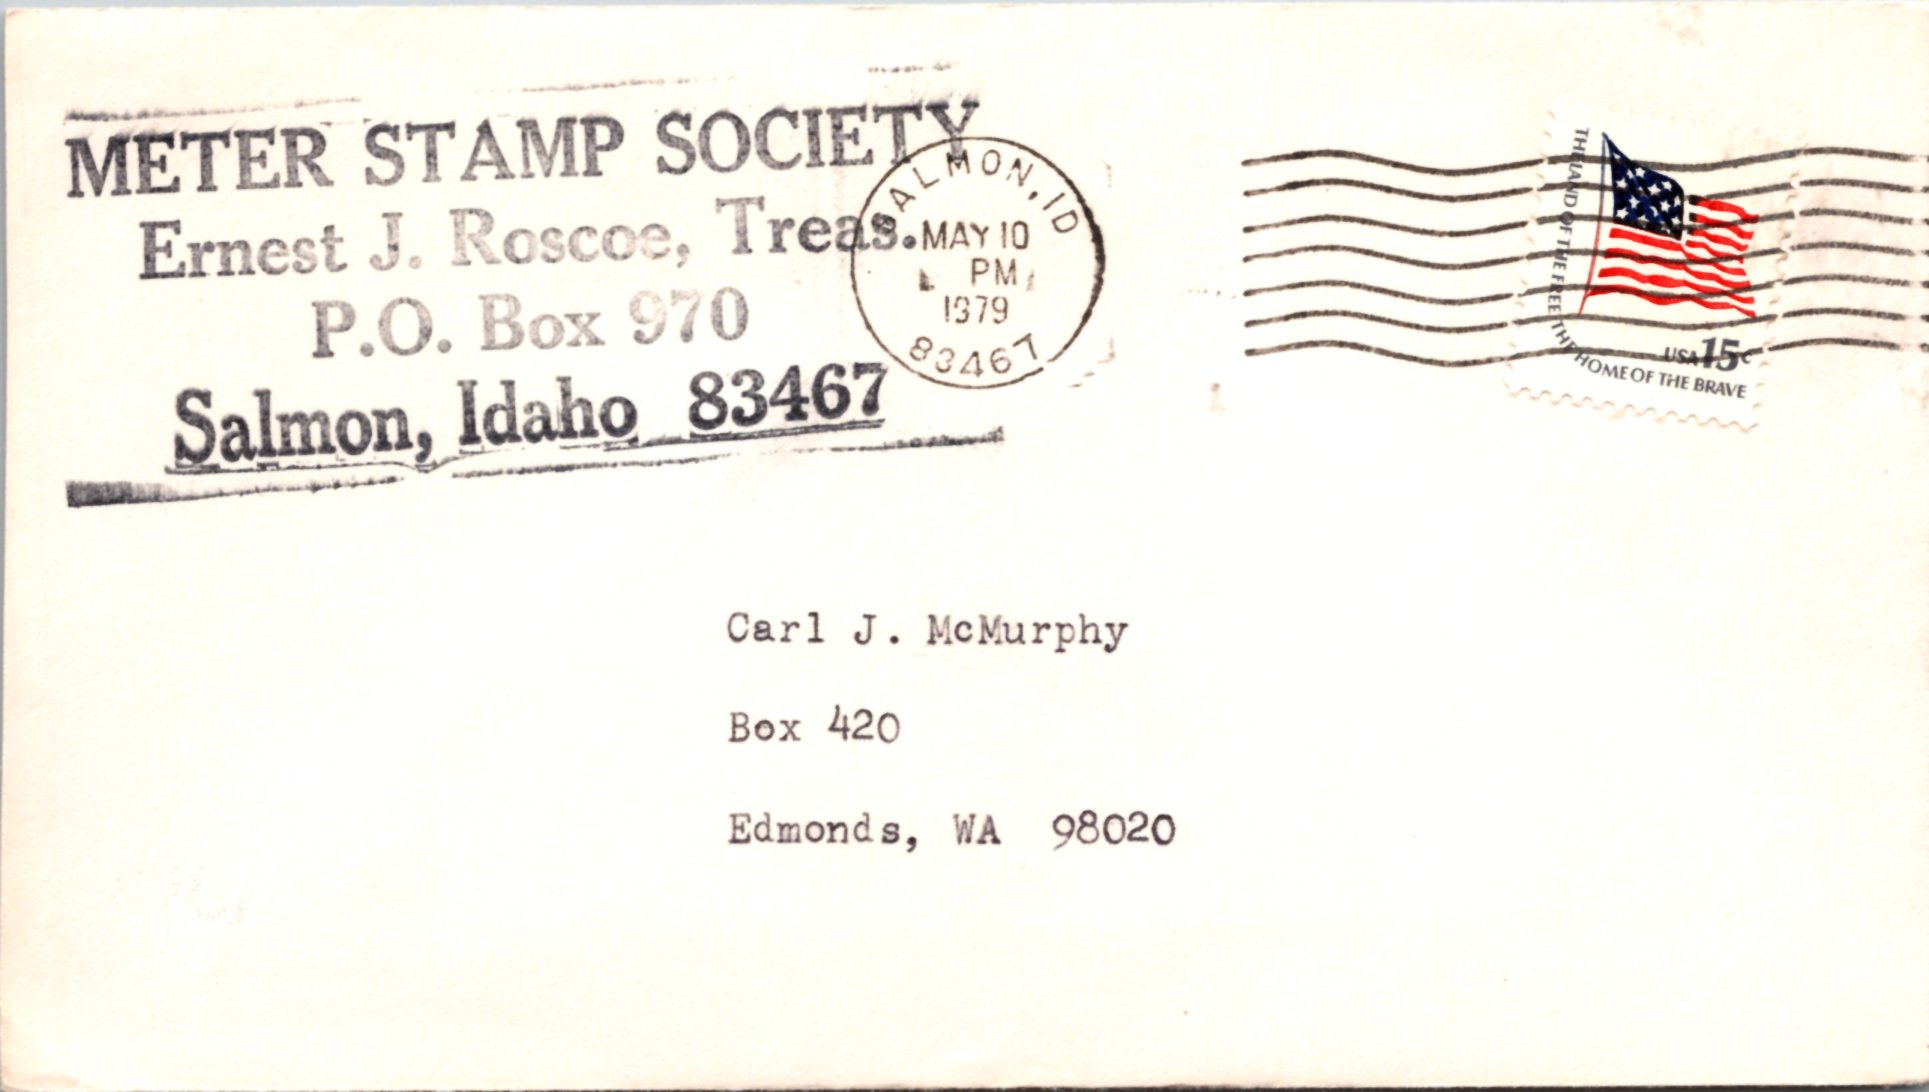 METER STAMP SOCIETY
Ernest J. Roscoe, Treas.
P.O. Box 970
Salmon, Idaho 83467
SALMON, ID
MAY 10
PM
1979
83467
THE LAND OF THE FREE THE HOME OF THE BRAVE
USA 15c
Carl J. McMurphy
Box 420
Edmonds, WA 98020